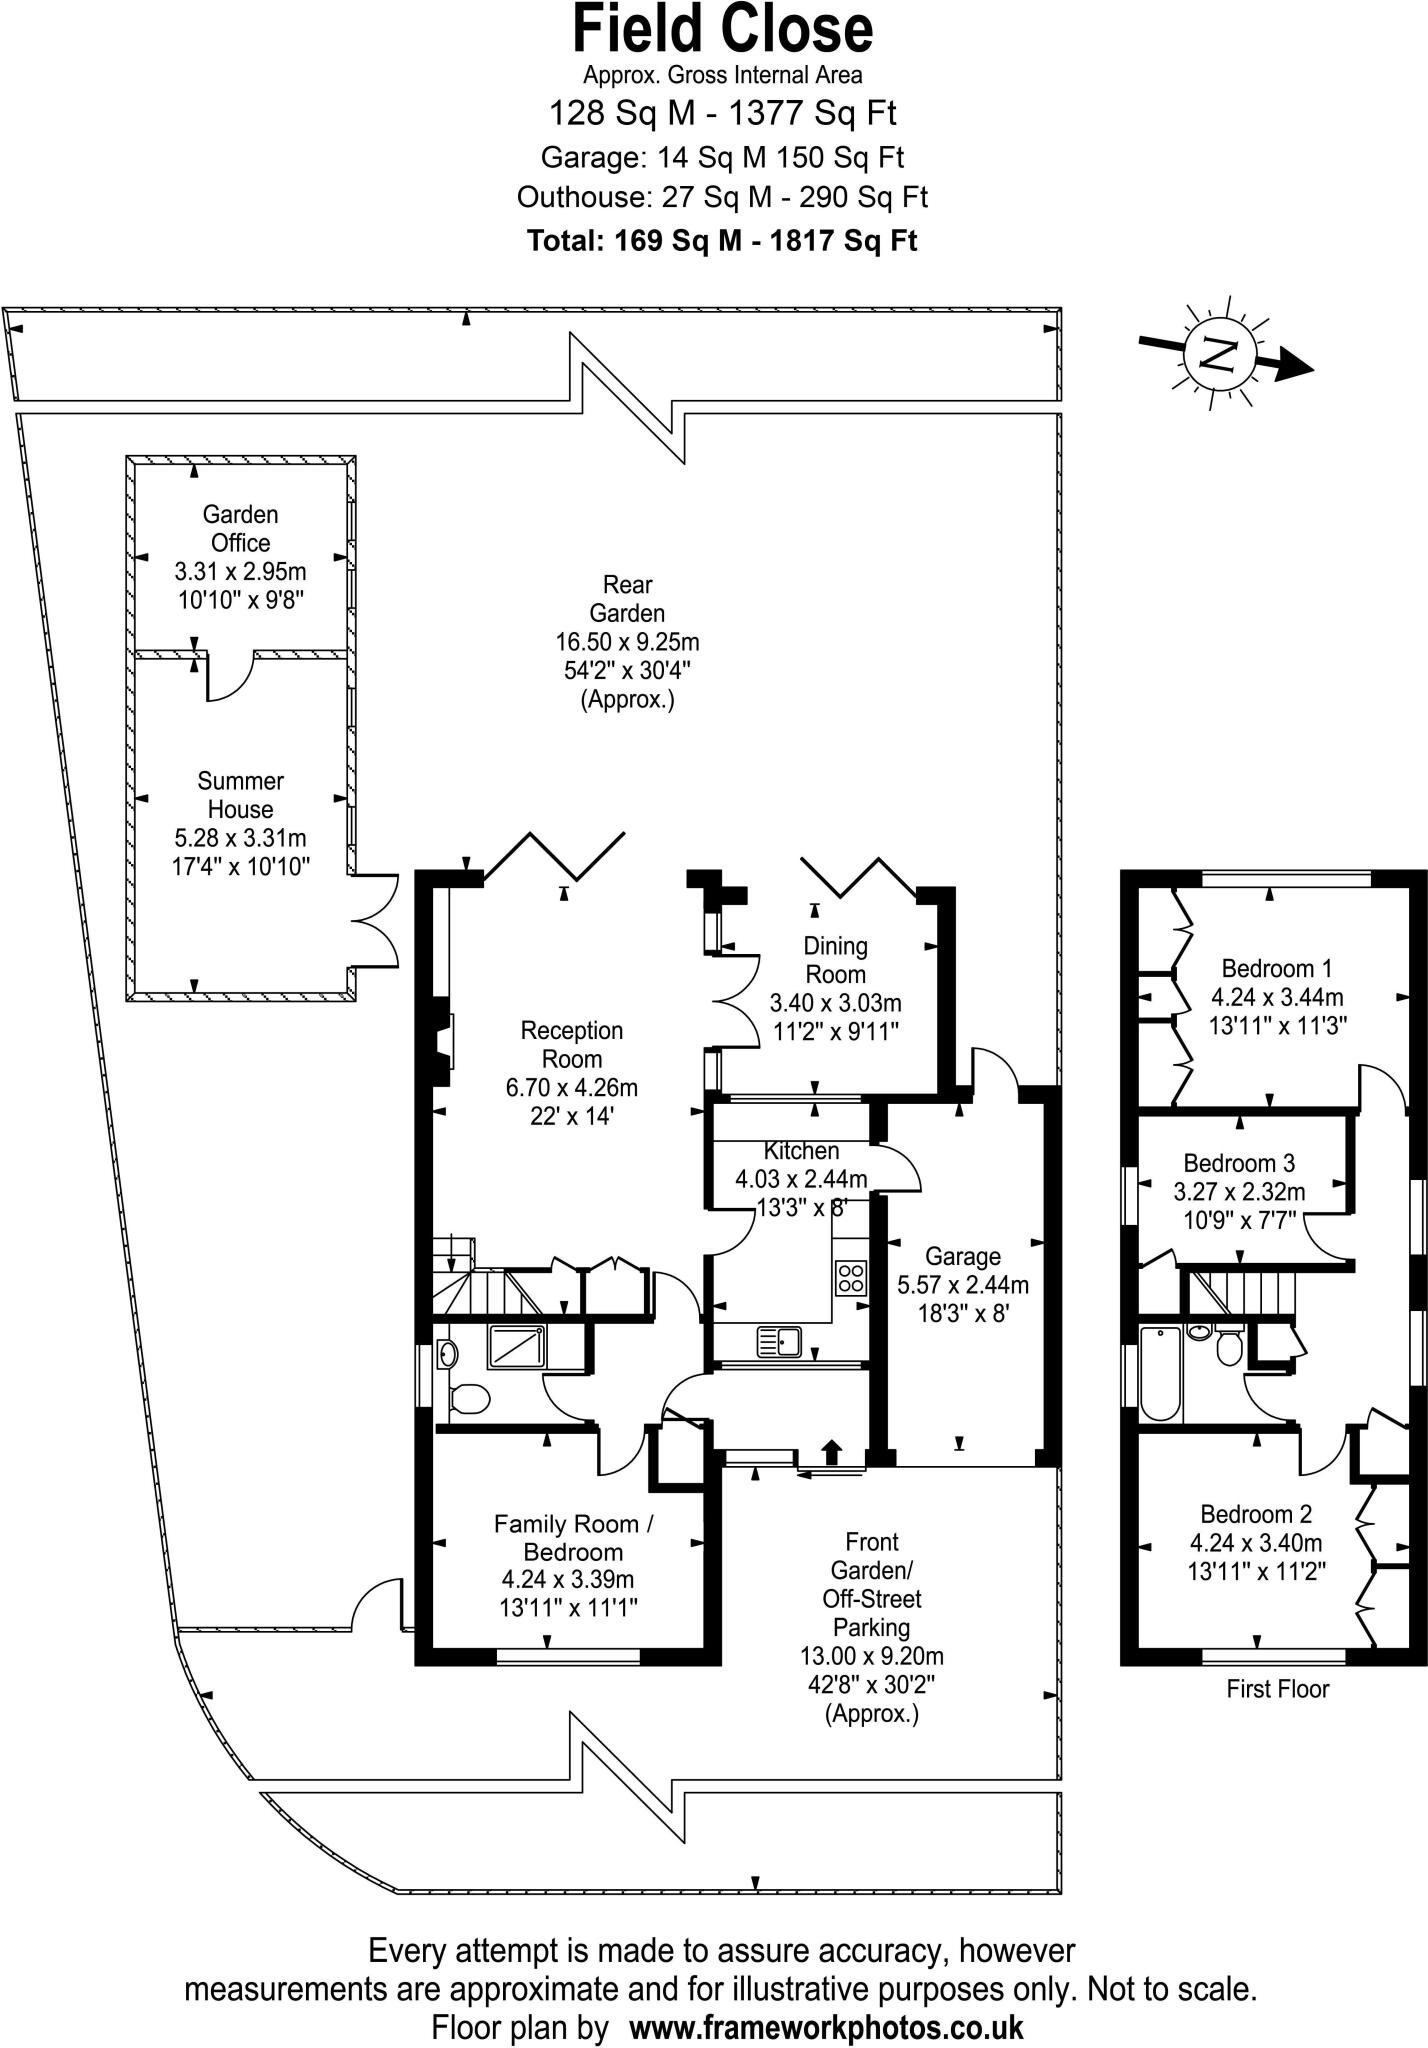 Field Close
Approx. Gross Internal Area
128 Sq M - 1377 Sq Ft
Garage: 14 Sq M 150 Sq Ft
Outhouse: 27 Sq M - 290 Sq Ft
Total: 169 Sq M - 1817 Sq Ft
N
Garden
Office
3.31 x 2.95m
10'10" x 9'8"
Rear
Garden
16.50 x 9.25m
54'2" x 30'4"
(Approx.)
Summer
House
5.28 x 3.31m
17'4" x 10'10"
Reception
Room
6.70 x 4.26m
22' x 14'
Dining
Room
3.40 x 3.03m
11'2" x 9'11"
Kitchen
4.03 x 2.44m
13'3" x 8'
Garage
5.57 x 2.44m
18'3" x 8'
Family Room /
Bedroom
4.24 x 3.39m
13'11" x 11'1"
Front
Garden/
Off-Street
Parking
13.00 x 9.20m
42'8" x 30'2"
(Approx.)
Bedroom 1
4.24 x 3.44m
13'11" x 11'3"
Bedroom 3
3.27 x 2.32m
10'9" x 7'7"
Bedroom 2
4.24 x 3.40m
13'11" x 11'2"
First Floor
Every attempt is made to assure accuracy, however
measurements are approximate and for illustrative purposes only. Not to scale.
Floor plan by www.frameworkphotos.co.uk